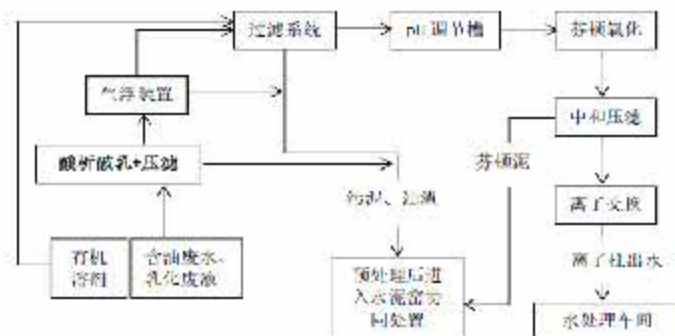 过滤系统
pH 调节槽
芬顿氧化
气浮装置
中和压滤
酸析破乳+压滤
芬顿泥
污泥、油渣
离子交换
有机
溶剂
含油废水、
乳化废液
预处理后进
入水泥窑协
同处置
离子柱出水
水处理车间